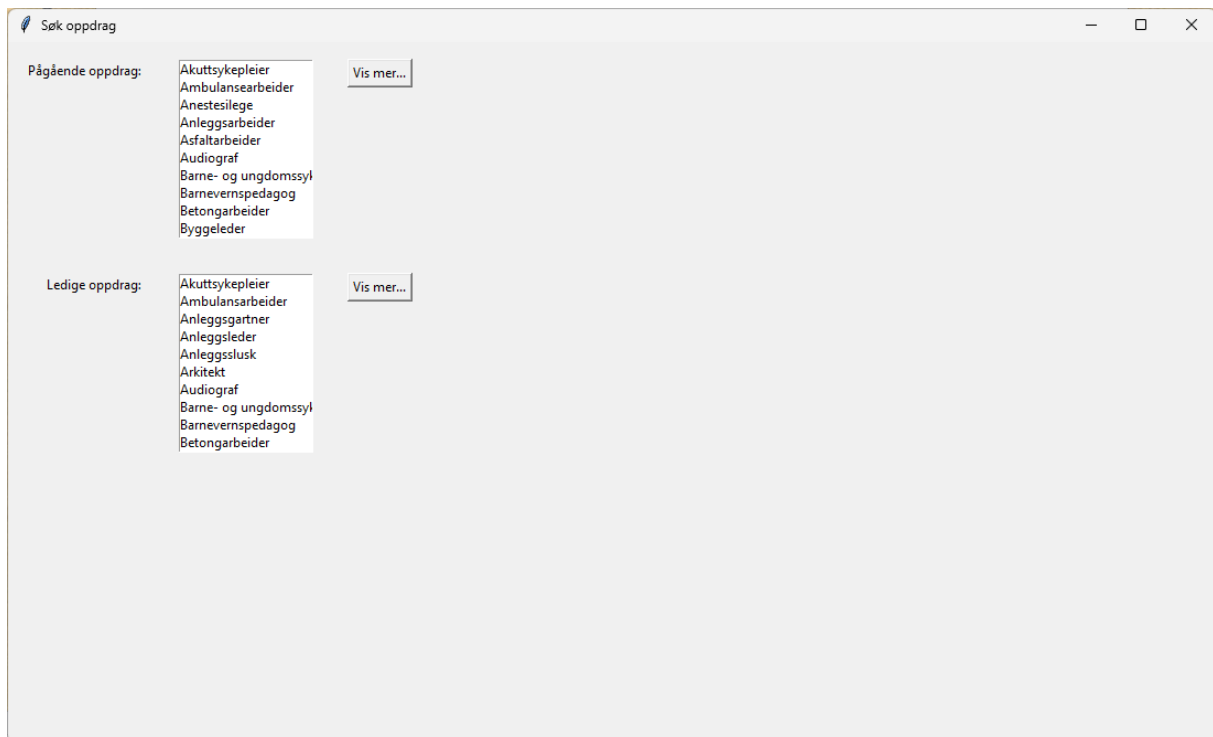 Søk oppdrag
Pågående oppdrag:
Akuttsykepleier
Ambulansearbeider
Anestesilege
Anleggsarbeider
Asfaltarbeider
Audiograf
Barne- og ungdomssyk
Barnevernspedagog
Betongarbeider
Byggeleder
Vis mer...
Ledige oppdrag:
Akuttsykepleier
Ambulansarbeider
Anleggsgartner
Anleggsleder
Anleggsslusk
Arkitekt
Audiograf
Barne- og ungdomssyk
Barnevernspedagog
Betongarbeider
Vis mer...